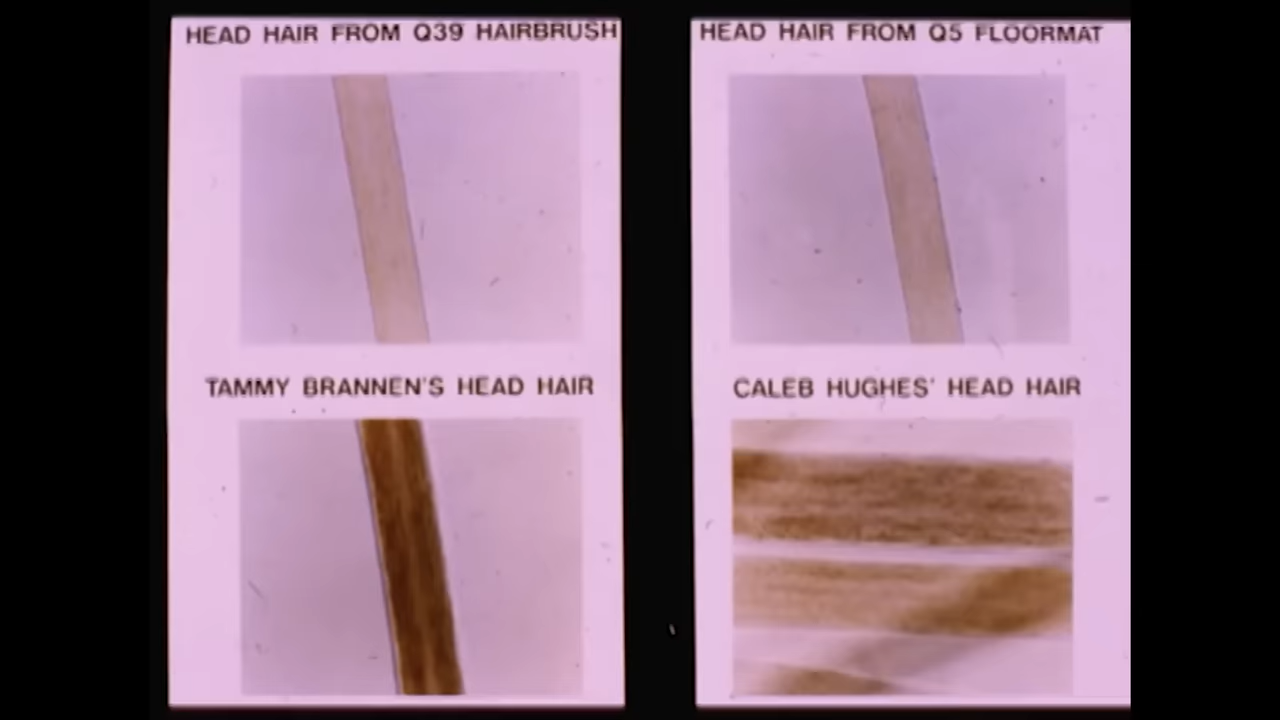 HEAD HAIR FROM Q39 HAIRBRUSH
TAMMY BRANNEN'S HEAD HAIR
HEAD HAIR FROM Q5 FLOORMAT
CALEB HUGHES' HEAD HAIR